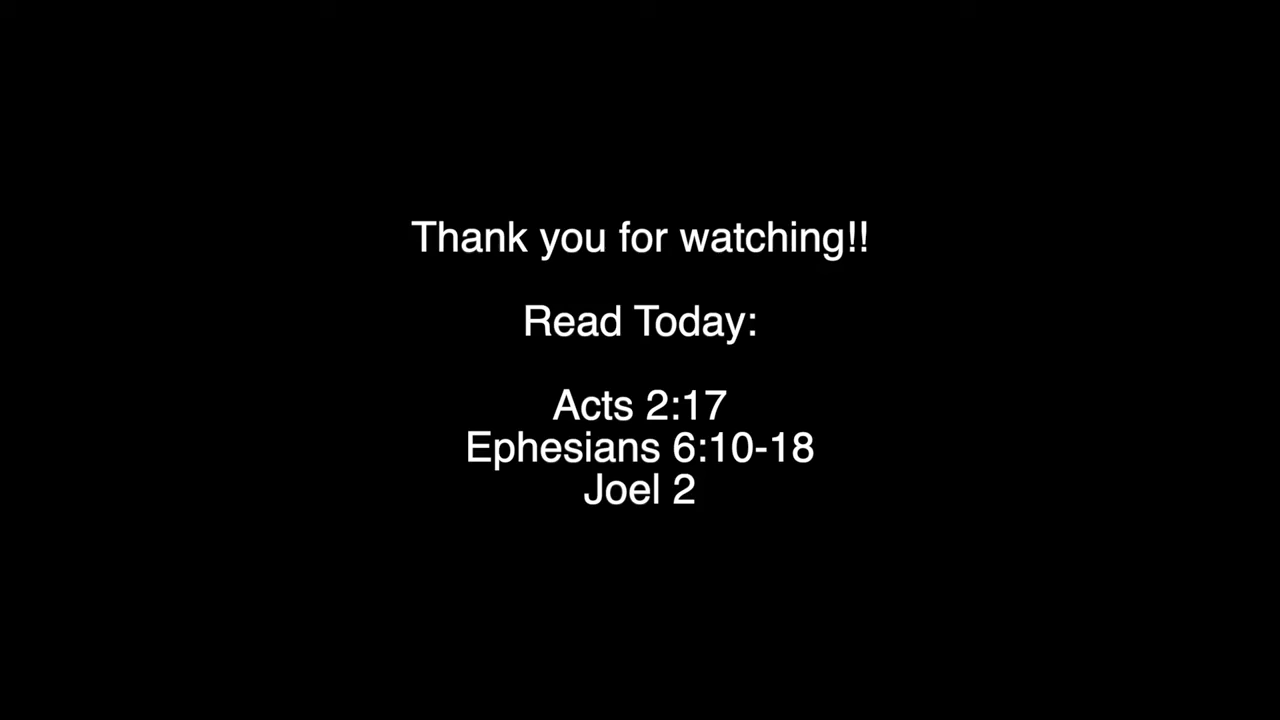 Thank you for watching!!
Read Today:
Acts 2:17
Ephesians 6:10-18
Joel 2